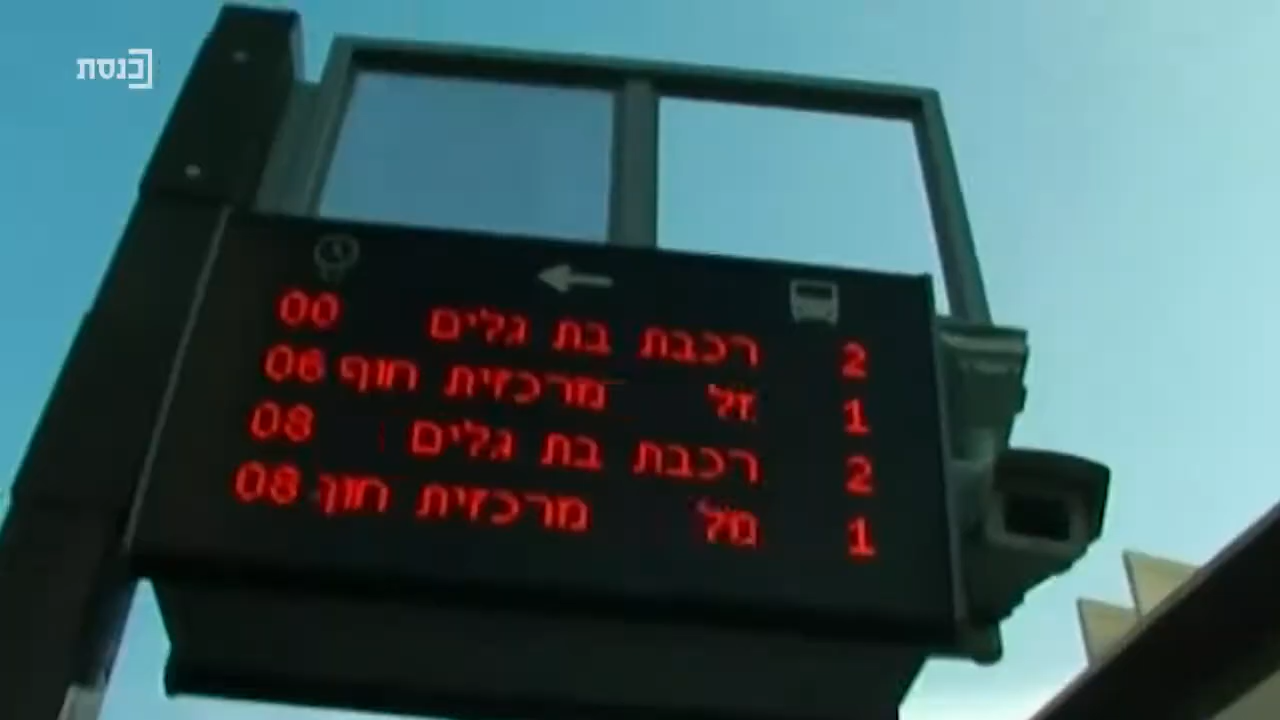 כנסת
2 רכבת בת גלים 00
1 מרכזית חוף 06
2 רכבת בת גלים 08
1 מל מרכזית חוף 08